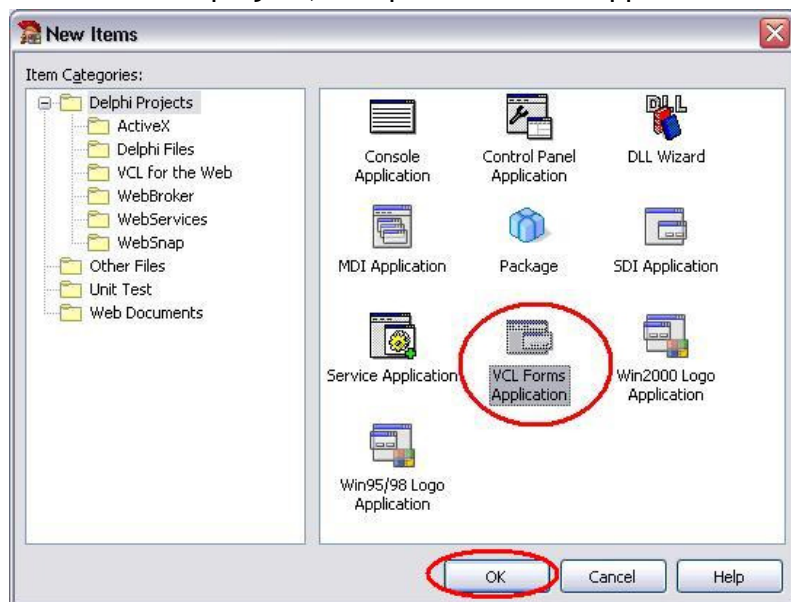 New Items
Item Categories:
Delphi Projects
ActiveX
Delphi Files
VCL for the Web
WebBroker
WebServices
WebSnap
Other Files
Unit Test
Web Documents
Console
Application
Control Panel
Application
DLL
DLL Wizard
MDI Application
Package
SDI Application
Service Application
VCL Forms
Application
Win2000 Logo
Application
Win95/98 Logo
Application
OK
Cancel
Help